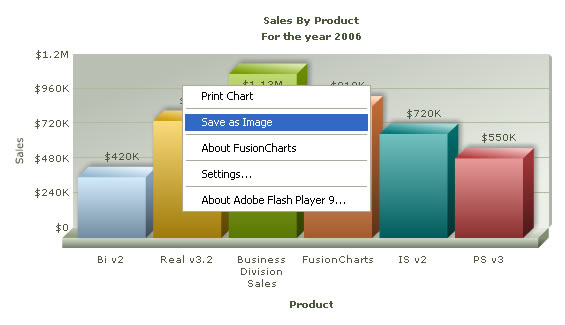 Sales By Product
For the year 2006
$1.2M
$960K
$720K
$480K
$240K
$0
Sales
$420K
$1.13M
$910K
$720K
$550K
Print Chart
Save as Image
About FusionCharts
Settings...
About Adobe Flash Player 9...
Bi v2
Real v3.2
Business
Division
Sales
FusionCharts
IS v2
PS v3
Product